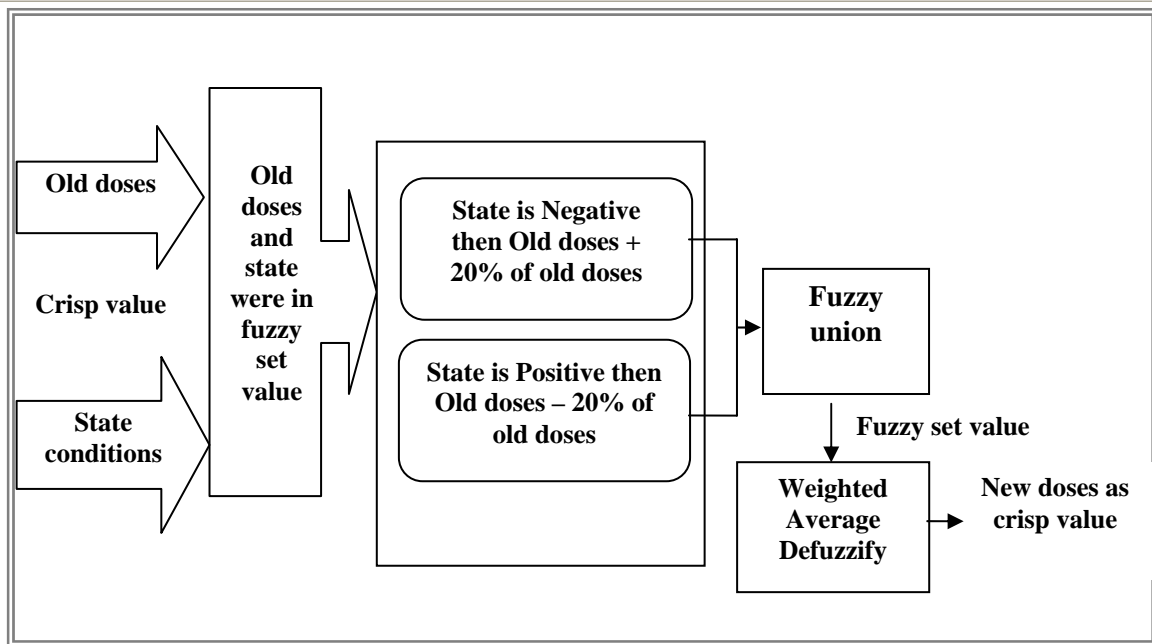 Old doses
Crisp value
State
conditions
Old
doses
and
state
were in
fuzzy
set
value
State is Negative
then Old doses +
20% of old doses
State is Positive then
Old doses – 20% of
old doses
Fuzzy
union
Fuzzy set value
Weighted
Average
Defuzzify
New doses as
crisp value